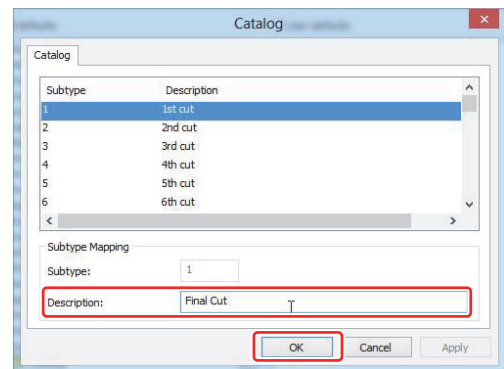 Catalog
Catalog
Subtype Description
1 1st cut
2 2nd cut
3 3rd cut
4 4th cut
5 5th cut
6 6th cut
Subtype Mapping
Subtype: 1
Description: Final Cut
OK Cancel Apply